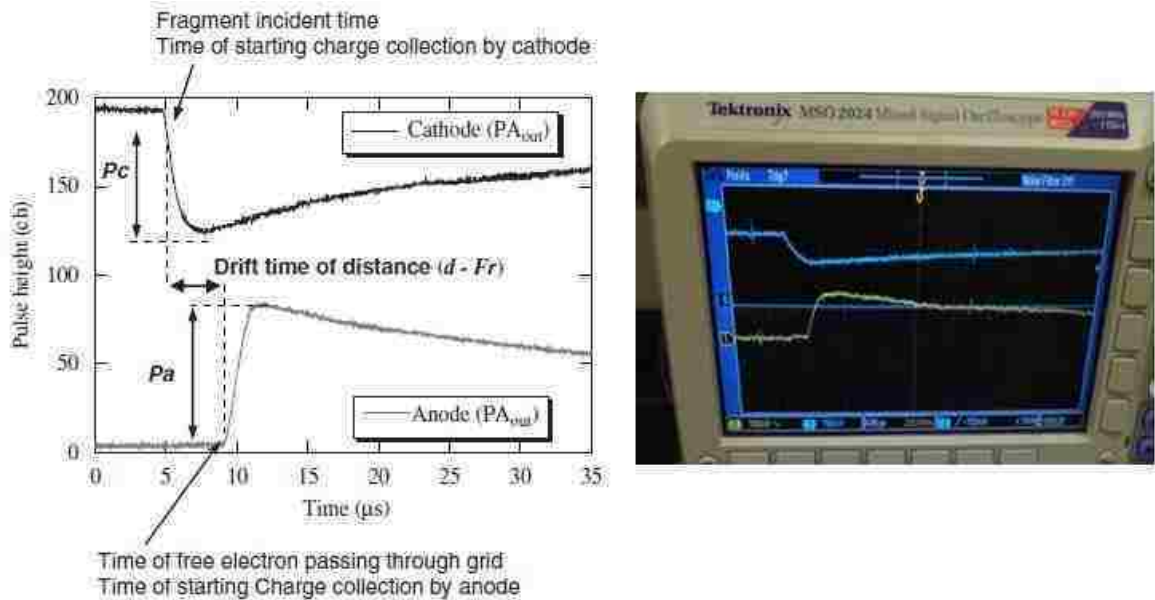 Fragment incident time
Time of starting charge collection by cathode
200
150
100
50
0
Pulse height (ch)
Cathode (PAout)
Pc
Drift time of distance (d - Fr)
Pa
Anode (PAout)
0 5 10 15 20 25 30 35
Time (μs)
Time of free electron passing through grid
Time of starting Charge collection by anode
Tektronix MSO 2024 Mixed Signal Oscilloscope